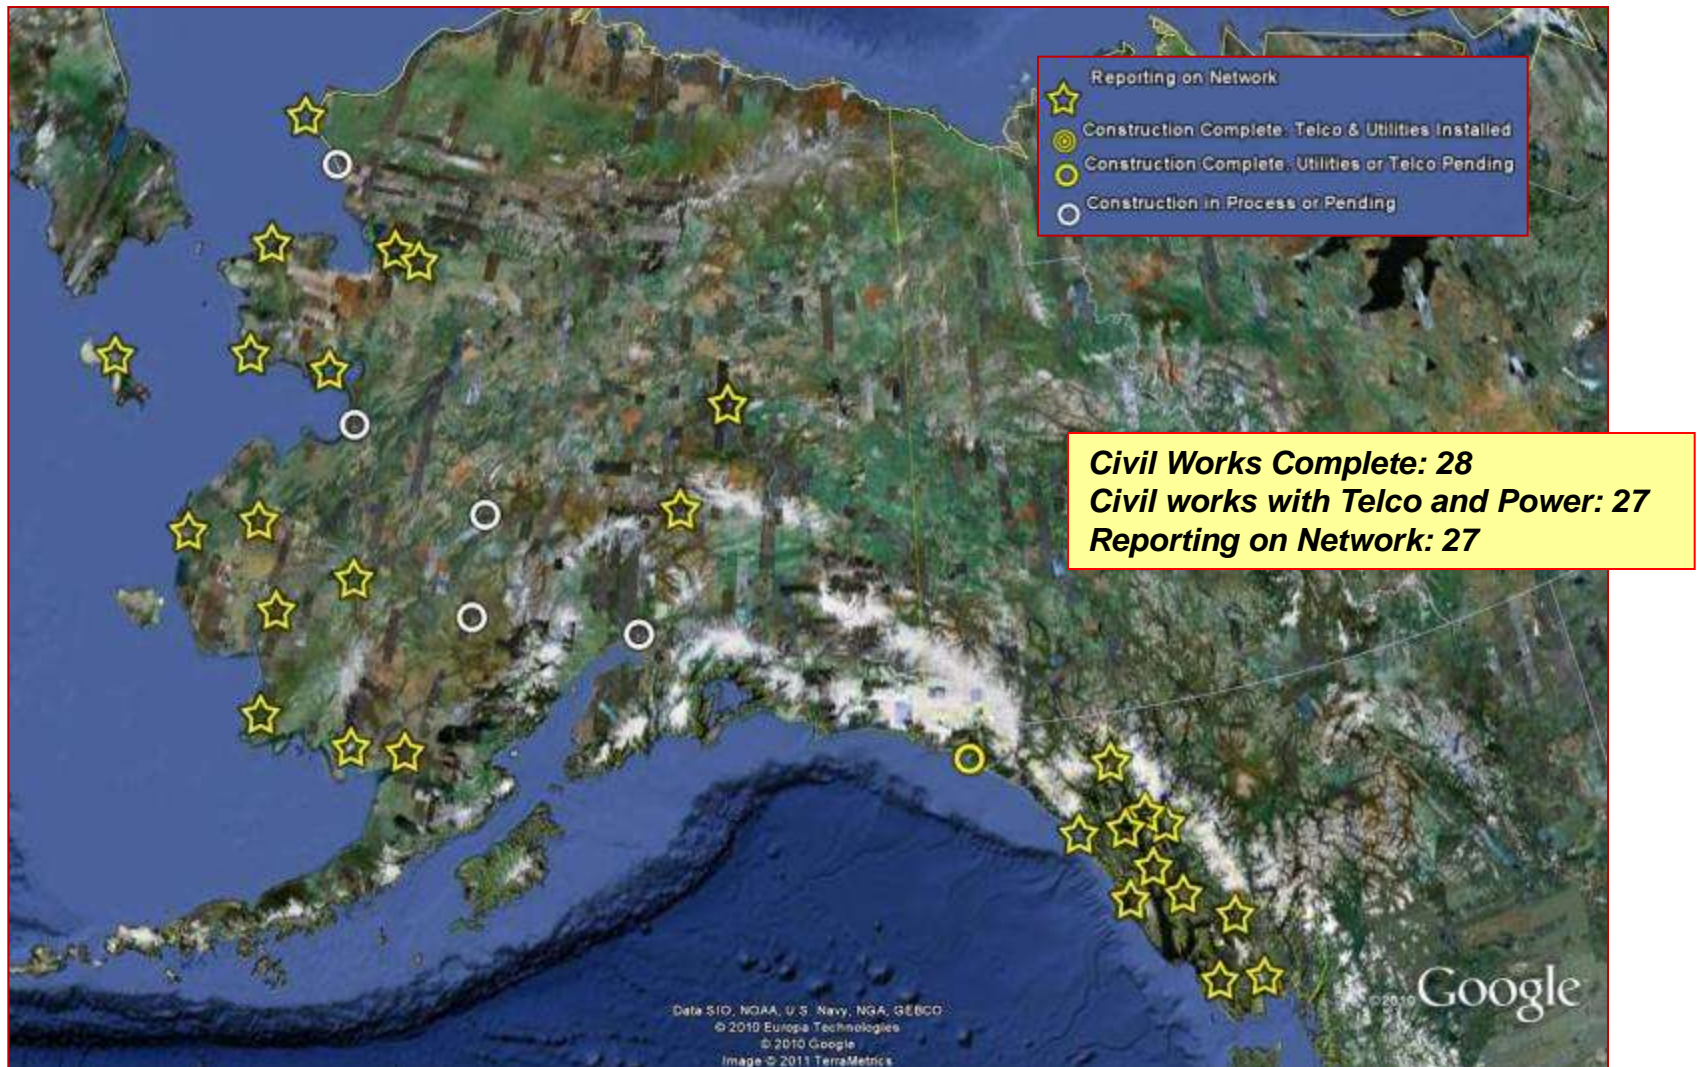 Reporting on Network
Construction Complete. Telco & Utilities Installed
Construction Complete. Utilities or Telco Pending
Construction in Process or Pending
Civil Works Complete: 28
Civil works with Telco and Power: 27
Reporting on Network: 27
©2010 Google
Data SIO, NOAA, U.S. Navy, NGA, GEBCO
© 2010 Europa Technologies
© 2010 Google
Image © 2011 TerraMetrics